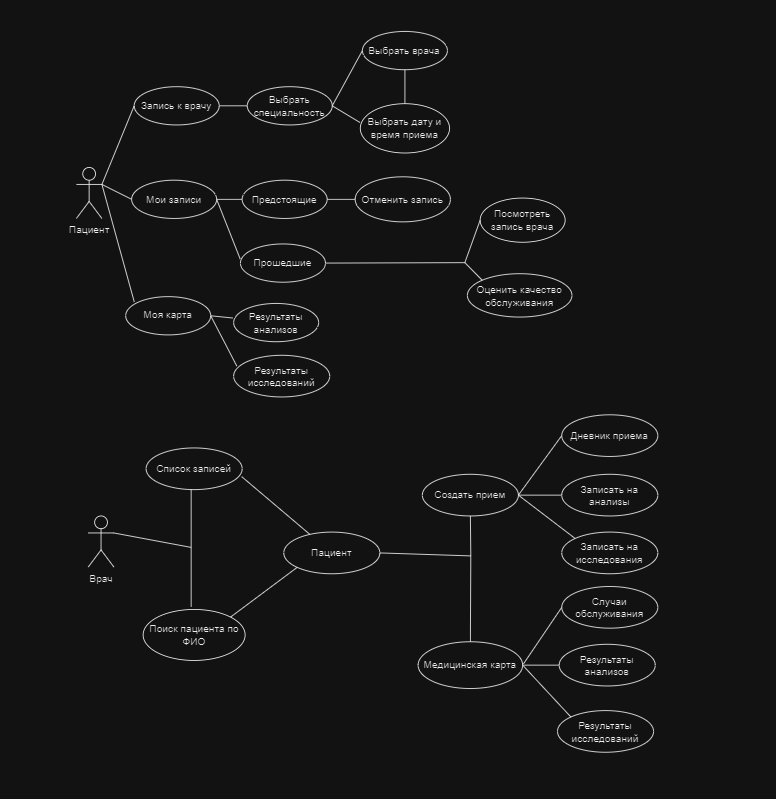 Выбрать врача
Запись к врачу
Выбрать
специальность
Выбрать дату и
время приема
Пациент
Мои записи
Предстоящие
Отменить запись
Посмотреть
запись врача
Прошедшие
Оценить качество
обслуживания
Моя карта
Результаты
анализов
Результаты
исследований
Врач
Список записей
Поиск пациента по
ФИО
Пациент
Создать прием
Дневник приема
Записать на
анализы
Записать на
исследования
Медицинская карта
Случаи
обслуживания
Результаты
анализов
Результаты
исследований